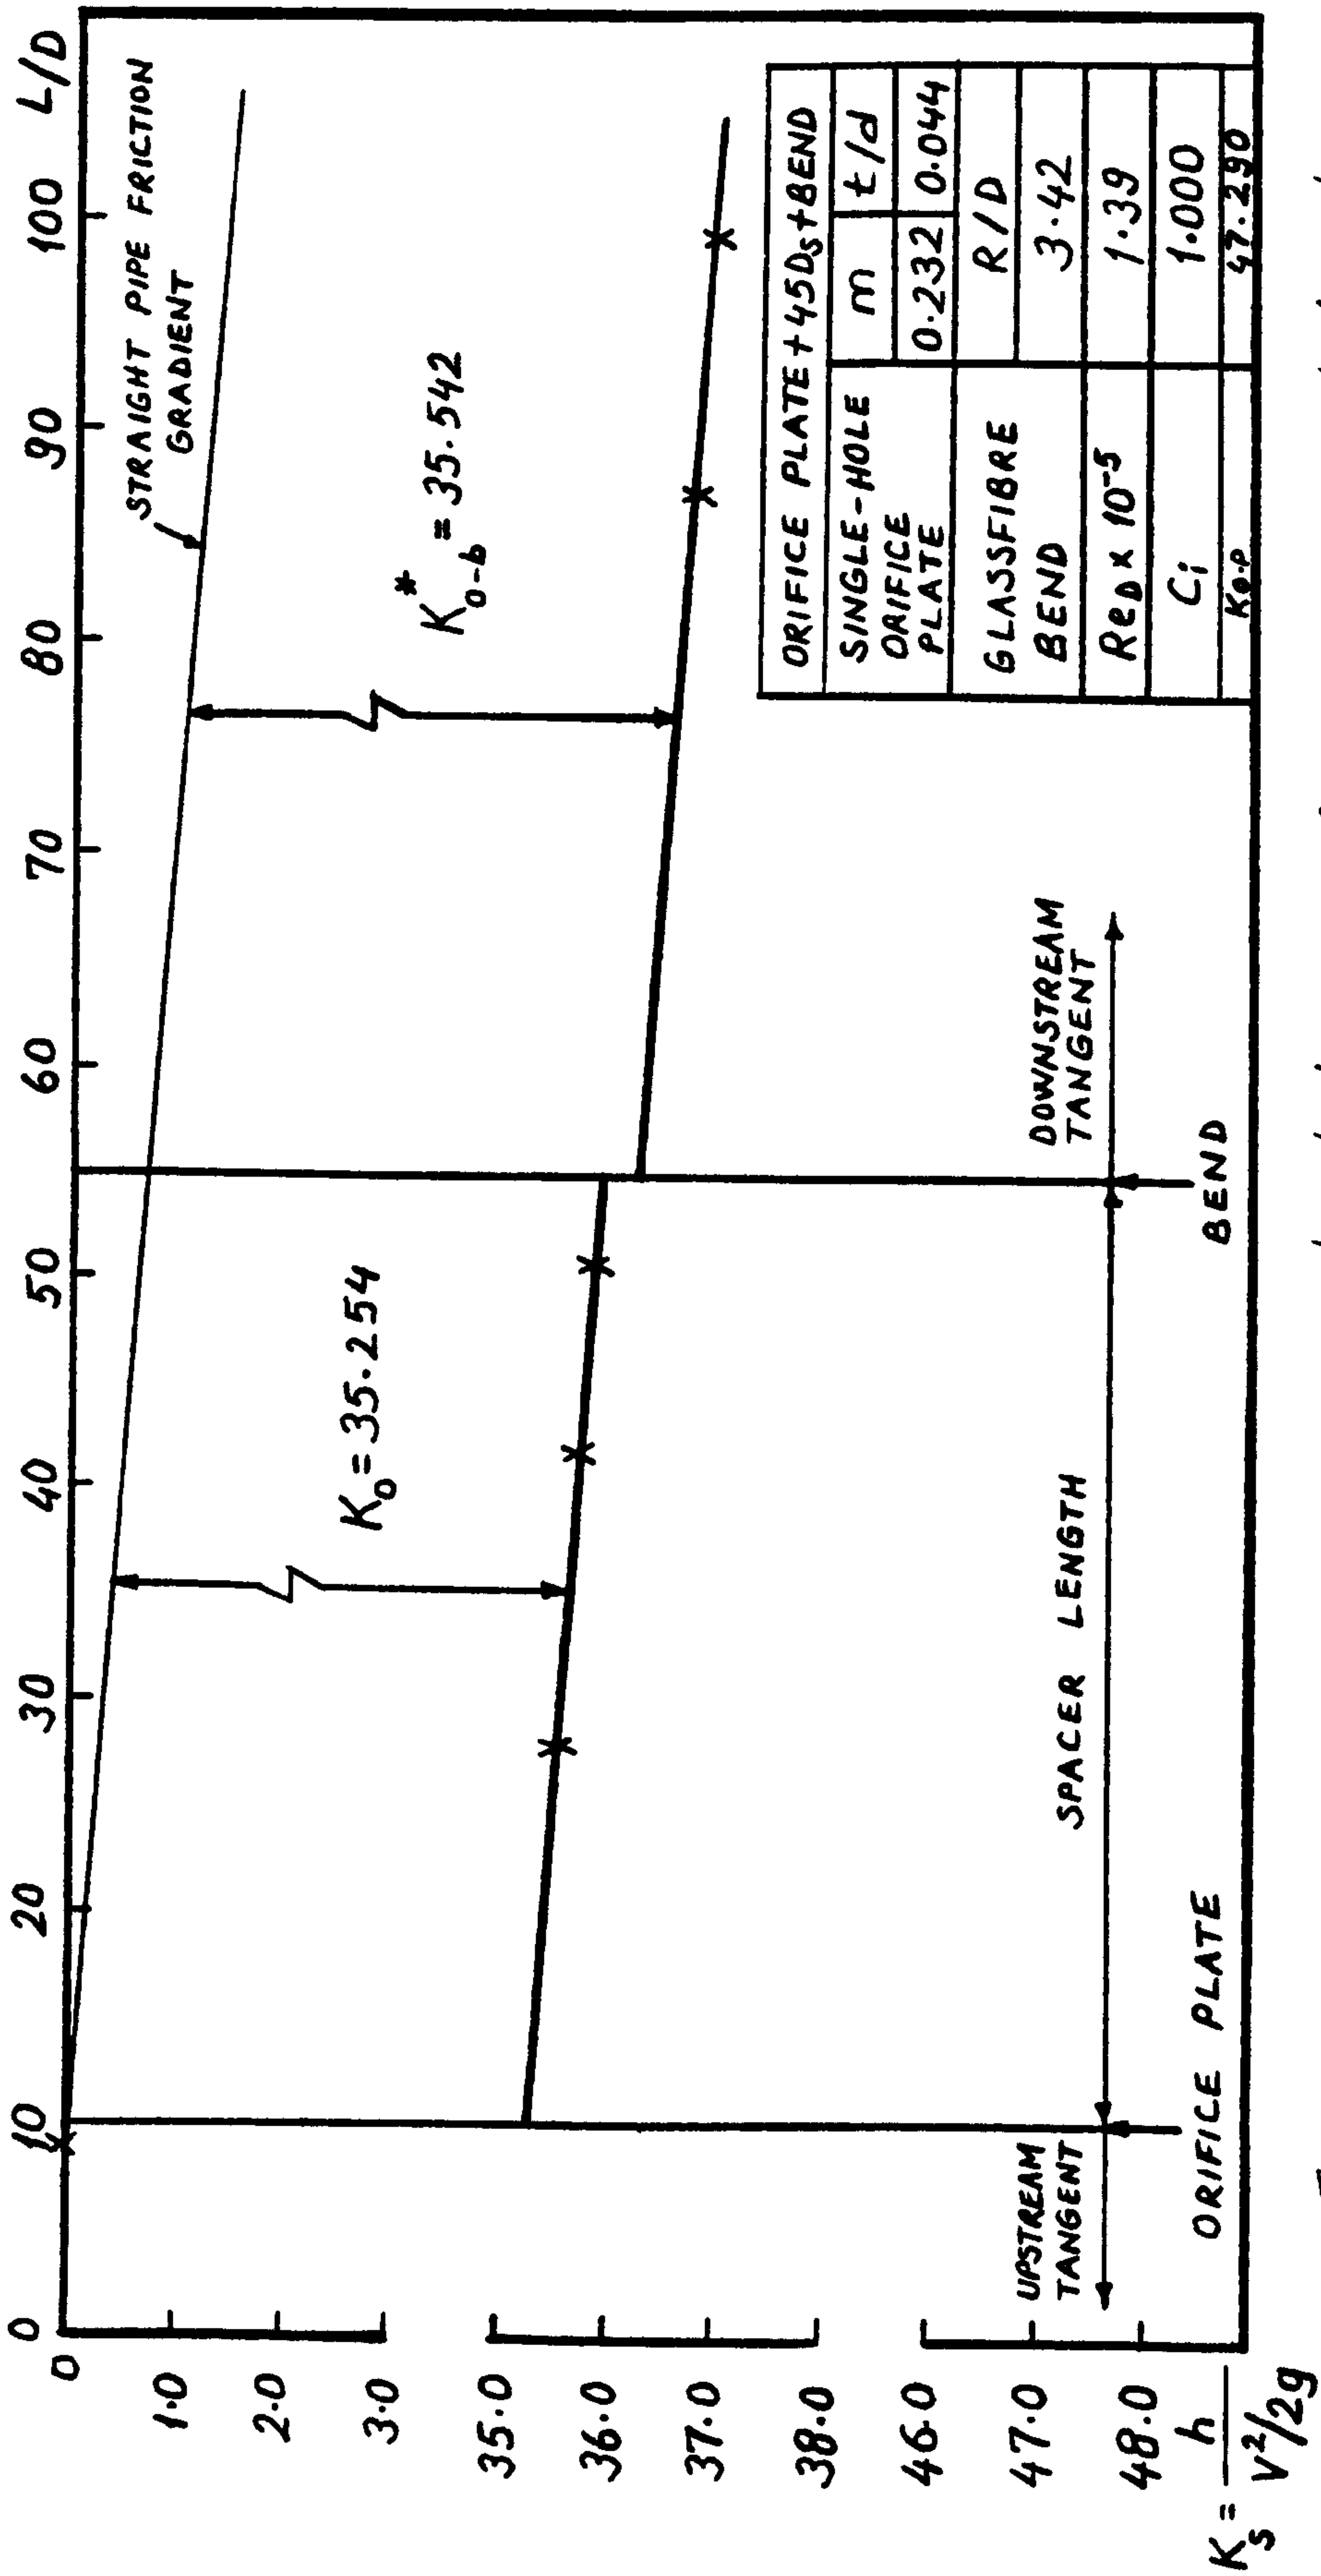 0 10 20 30 40 50 60 70 80 90 100 L/D
0
1.0
2.0
3.0
35.0
36.0
37.0
38.0
46.0
47.0
48.0
Ks = h / V²/2g
STRAIGHT PIPE FRICTION
GRADIENT
K₀ = 35.254
K*₀₋b = 35.542
UPSTREAM
TANGENT
SPACER LENGTH
DOWNSTREAM
TANGENT
ORIFICE PLATE
BEND
ORIFICE PLATE + 45Ds + BEND
SINGLE-HOLE m t/d
ORIFICE
PLATE 0.232 0.044
GLASSFIBRE R/D
BEND 3.42
ReD x 10⁻⁵ 1.39
Ci 1.000
Ko.p 47.290